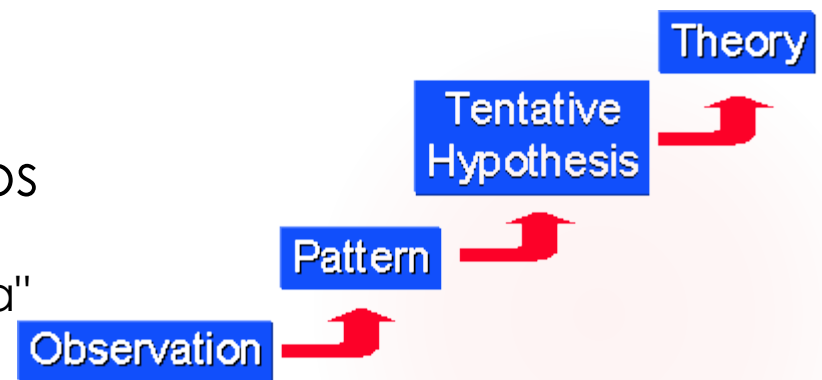 Theory
Tentative
Hypothesis
Pattern
a"
Observation